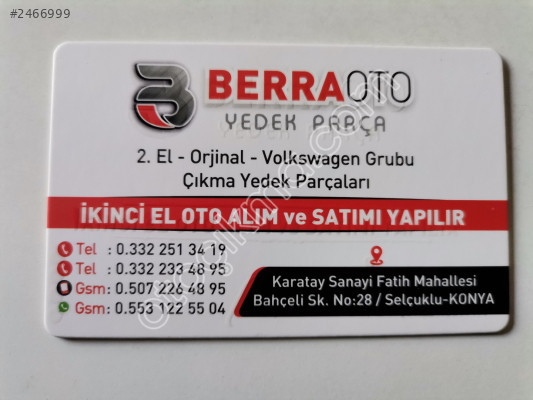 #2466999
BERRA OTO
YEDEK PARÇA
2. El - Orjinal - Volkswagen Grubu
Çıkma Yedek Parçaları
İKİNCİ EL OTO ALIM ve SATIMI YAPILIR
Tel : 0.332 251 34 19
Tel : 0.332 233 48 95
Gsm: 0.507 226 48 95
Gsm: 0.553 122 55 04
Karatay Sanayi Fatih Mahallesi
Bahçeli Sk. No:28 / Selçuklu-KONYA